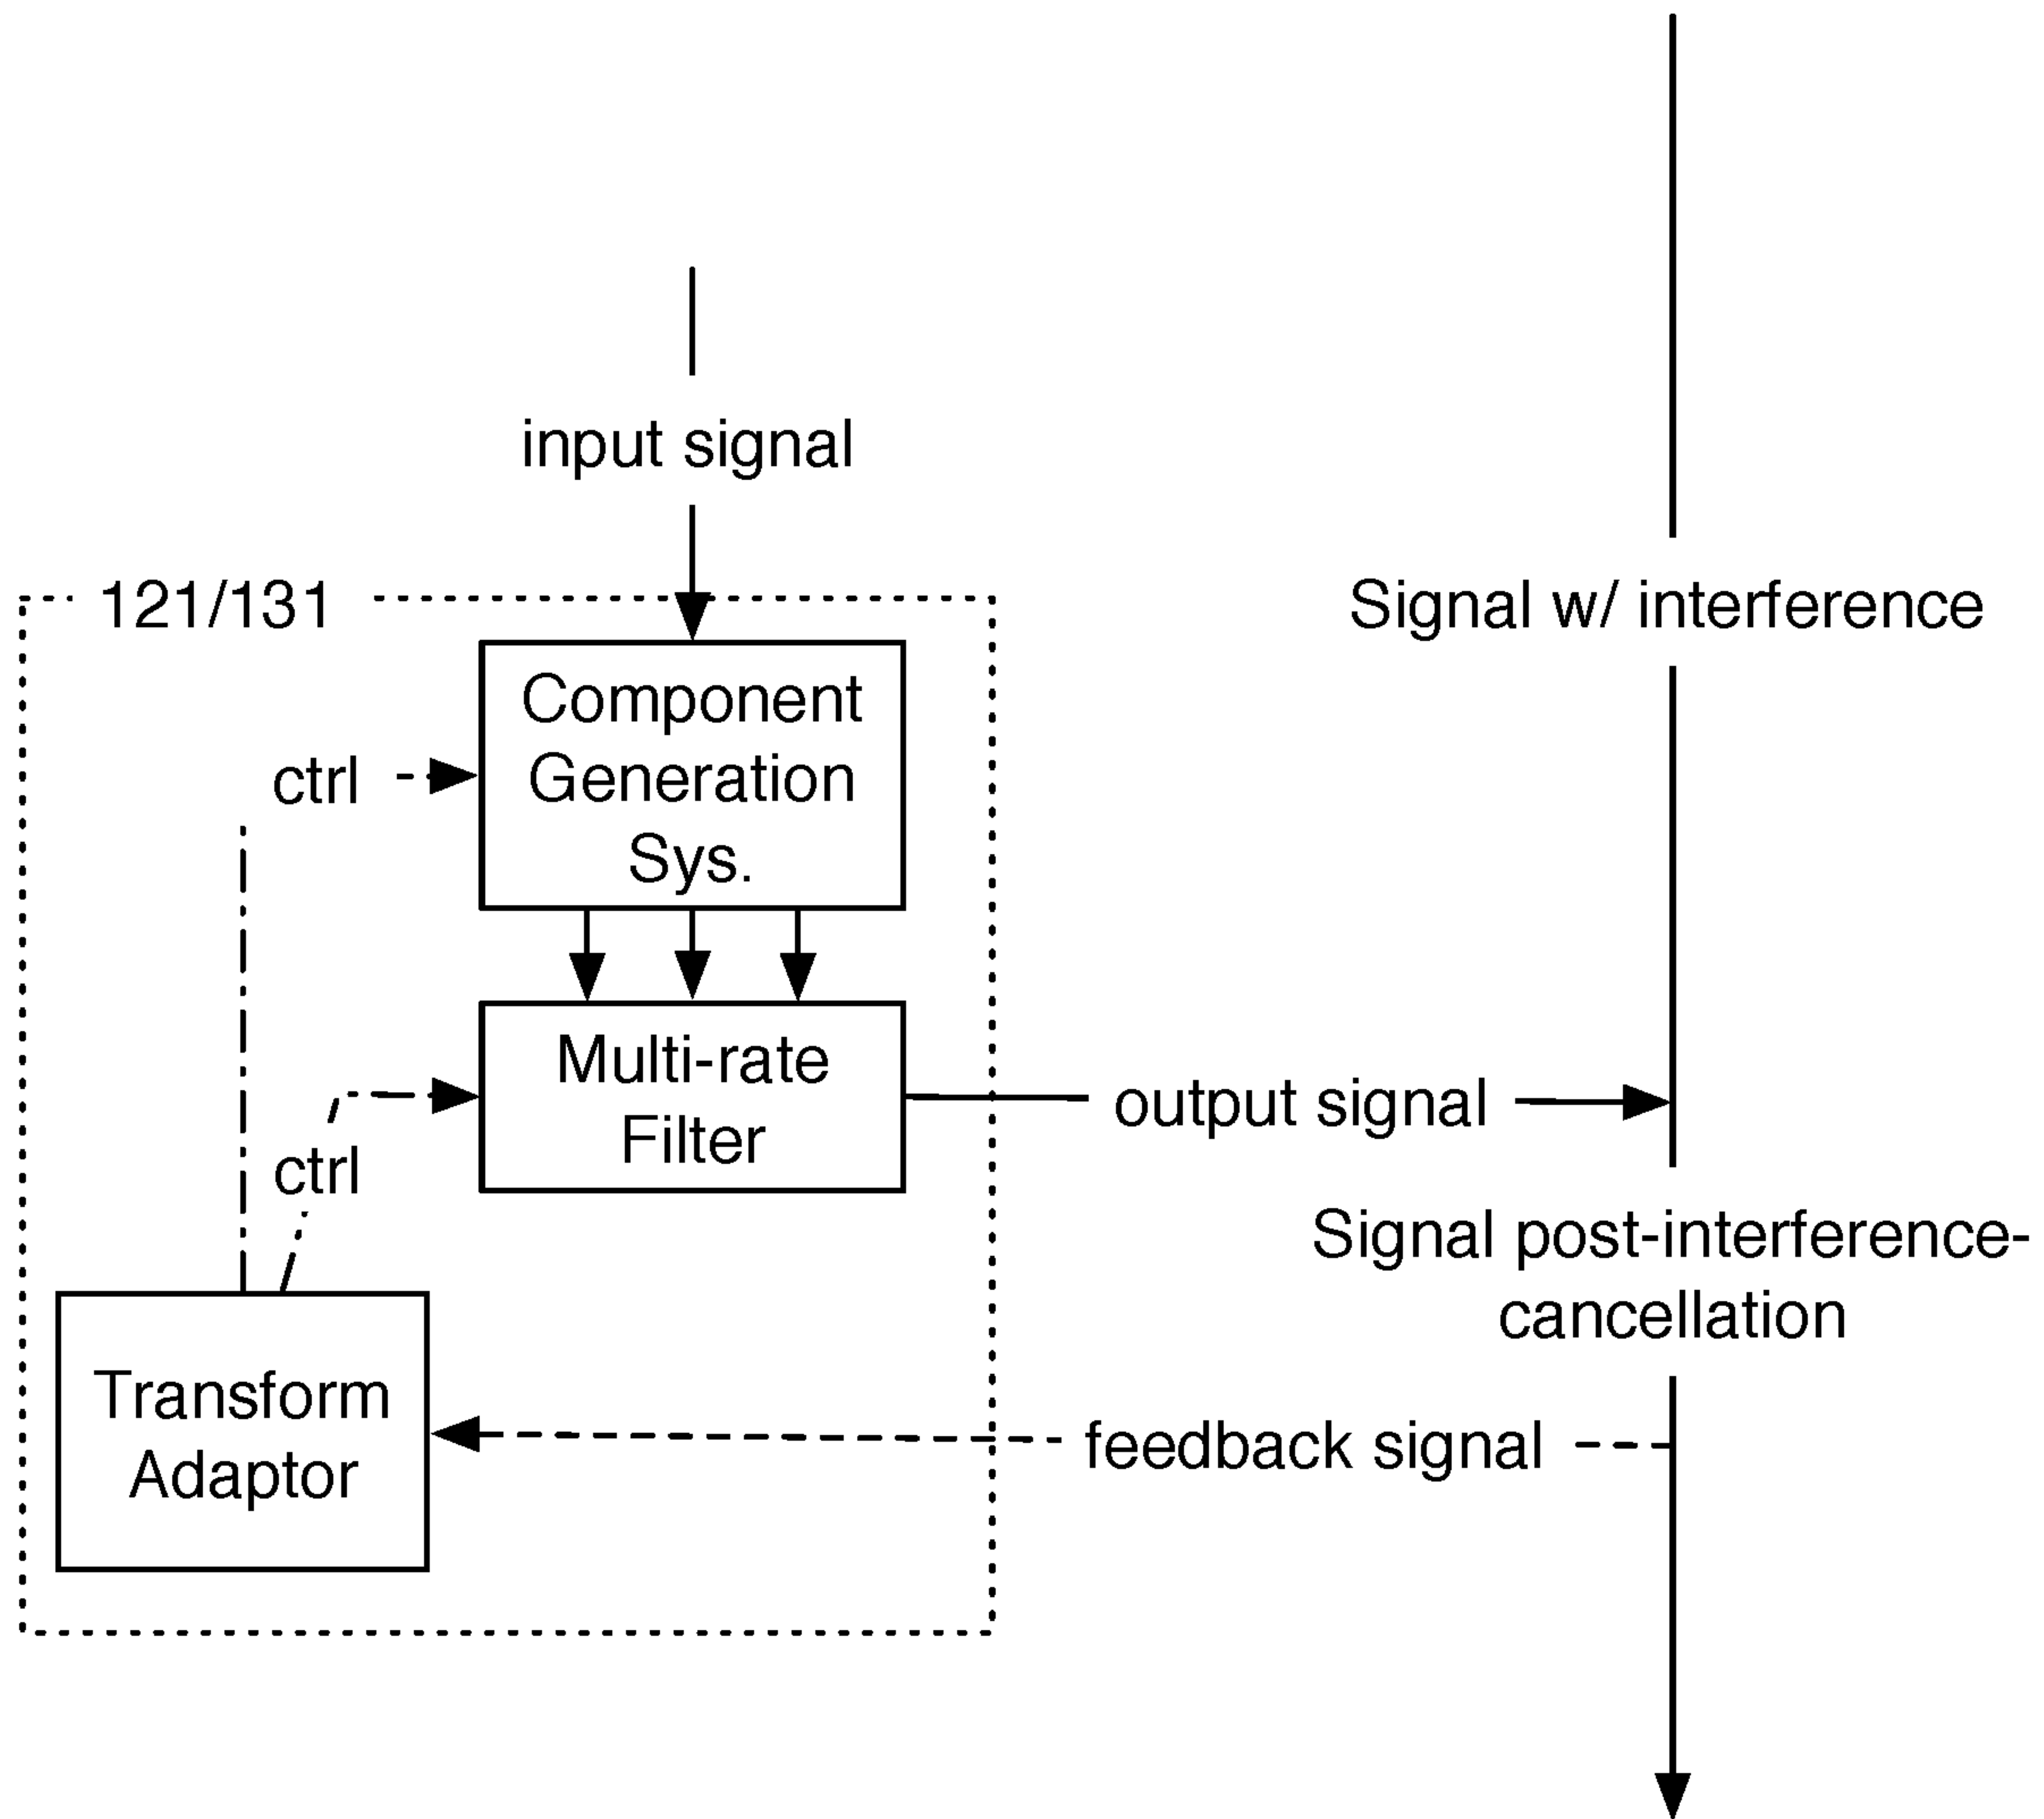 input signal
121/131
Signal w/ interference
Component
Generation
Sys.
ctrl
Multi-rate
Filter
output signal
ctrl
Signal post-interference-
cancellation
Transform
Adaptor
feedback signal